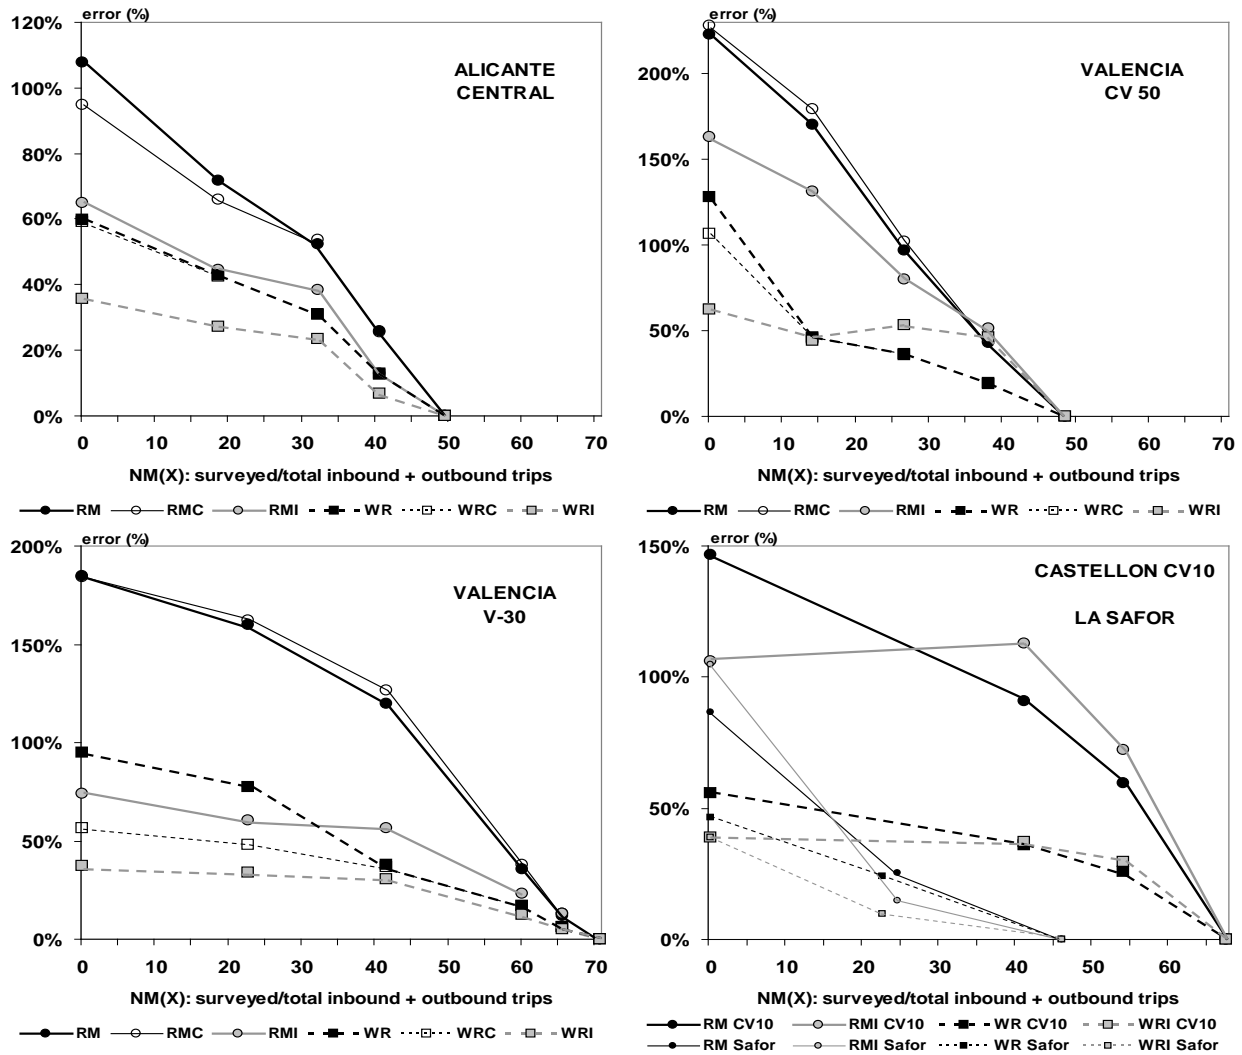 error (%)
120%
100%
80%
60%
40%
20%
0%
ALICANTE
CENTRAL
0 10 20 30 40 50 60 70
NM(X): surveyed/total inbound + outbound trips
RM RMC RMI WR WRC WRI
error (%)
200%
150%
100%
50%
0%
VALENCIA
CV 50
0 10 20 30 40 50 60 70
NM(X): surveyed/total inbound + outbound trips
RM RMC RMI WR WRC WRI
error (%)
200%
150%
100%
50%
0%
VALENCIA
V-30
0 10 20 30 40 50 60 70
NM(X): surveyed/total inbound + outbound trips
RM RMC RMI WR WRC WRI
error (%)
150%
100%
50%
0%
CASTELLON CV10
LA SAFOR
0 10 20 30 40 50 60
NM(X): surveyed/total inbound + outbound trips
RM CV10 RMI CV10 WR CV10 WRI CV10
RM Safor RMI Safor WR Safor WRI Safor